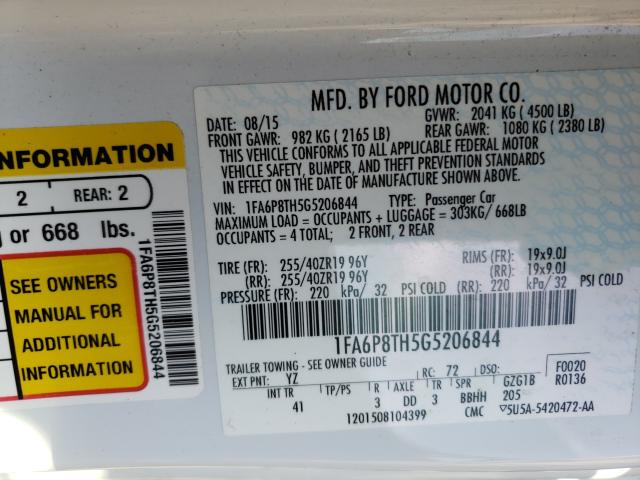 NFORMATION
2 REAR: 2
or 668 lbs.
SEE OWNERS
MANUAL FOR
ADDITIONAL
INFORMATION
1FA6P8TH5G5206844
MFD. BY FORD MOTOR CO.
DATE: 08/15 GVWR: 2041 KG ( 4500 LB)
FRONT GAWR: 982 KG ( 2165 LB) REAR GAWR: 1080 KG ( 2380 LB)
THIS VEHICLE CONFORMS TO ALL APPLICABLE FEDERAL MOTOR
VEHICLE SAFETY, BUMPER, AND THEFT PREVENTION STANDARDS
IN EFFECT ON THE DATE OF MANUFACTURE SHOWN ABOVE.
VIN: 1FA6P8TH5G5206844 TYPE: Passenger Car
MAXIMUM LOAD = OCCUPANTS + LUGGAGE = 303KG/ 668LB
OCCUPANTS = 4 TOTAL; 2 FRONT, 2 REAR
TIRE (FR): 255/40ZR19 96Y RIMS (FR): 19x9.0J
(RR): 255/40ZR19 96Y (RR): 19x9.0J
PRESSURE (FR): 220 kPa/ 32 PSI COLD (RR): 220 kPa/ 32 PSI COLD
1FA6P8TH5G5206844
TRAILER TOWING - SEE OWNER GUIDE
EXT PNT: YZ RC: 72 DSO: F0020
INT TR TP/PS R AXLE TR SPR GZG1B R0136
41 3 DD 3 BBHH 205
1201508104399 CMC 5U5A-5420472-AA